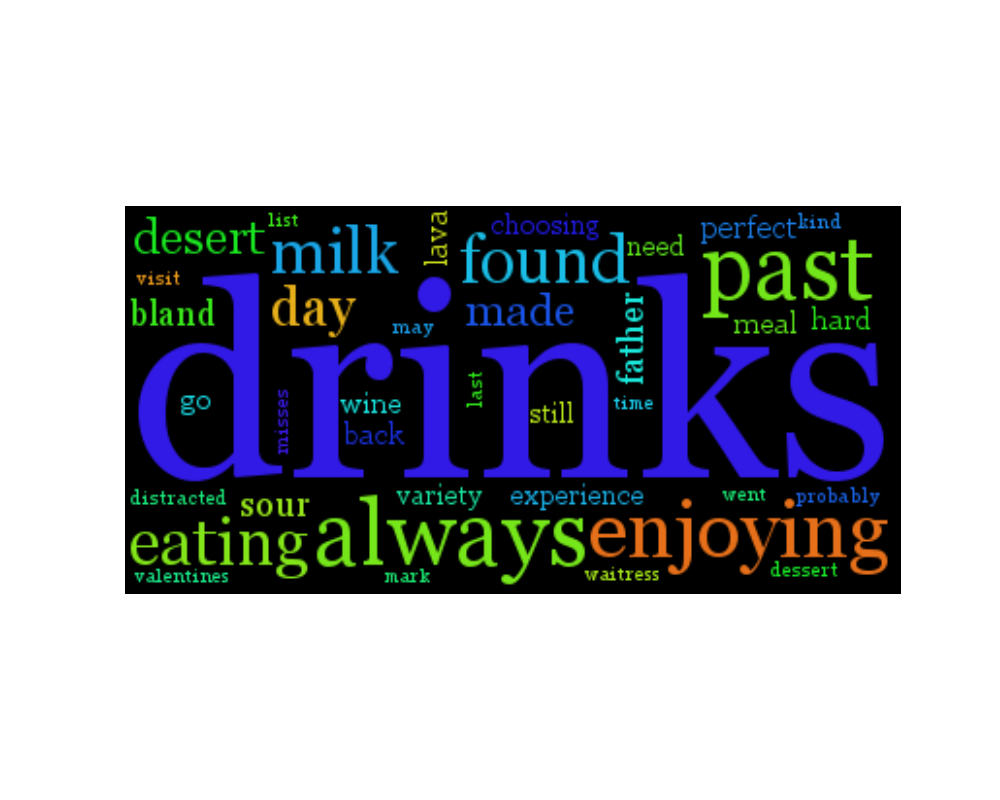 list
desert
milk
lava
choosing
found
need
perfect
kind
past
visit
bland
day
may
made
father
meal
hard
drinks
go
misses
wine
back
last
still
time
distracted
sour
variety
experience
went
probably
eating
always
enjoying
valentines
mark
waitress
dessert